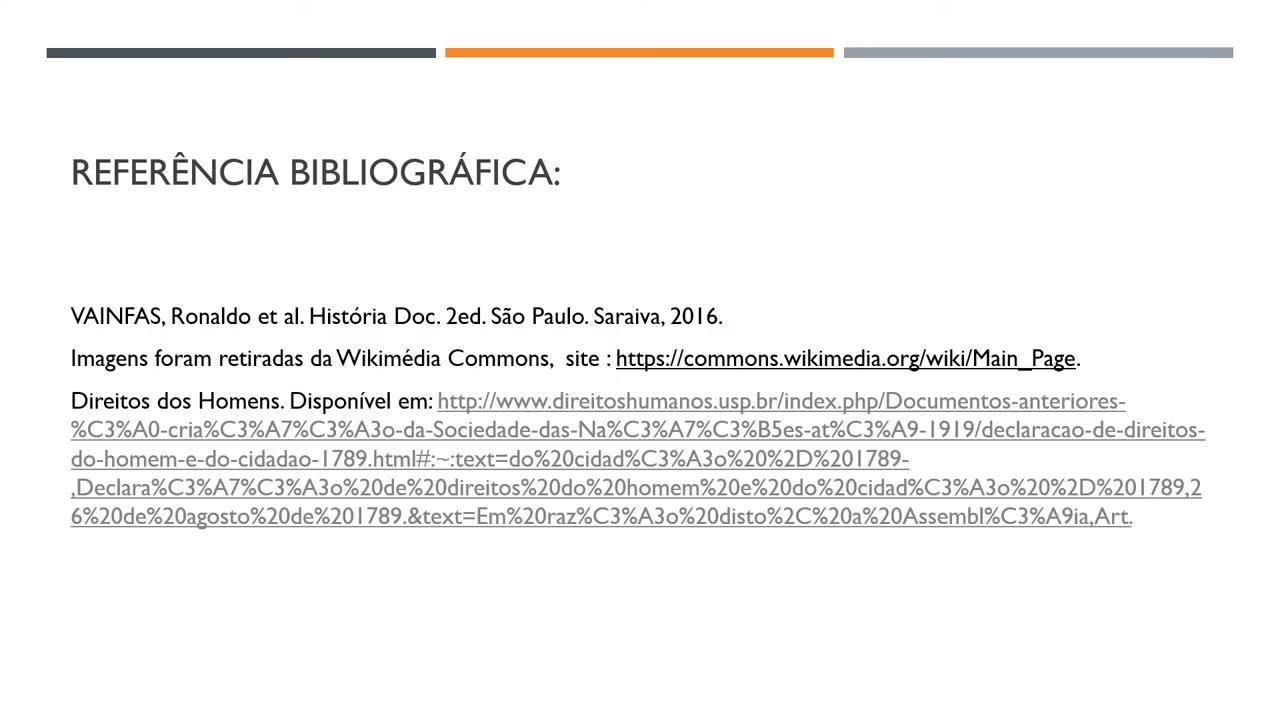 REFERÊNCIA BIBLIOGRÁFICA:
VAINFAS, Ronaldo et al. História Doc. 2ed. São Paulo. Saraiva, 2016.
Imagens foram retiradas da Wikimédia Commons, site : https://commons.wikimedia.org/wiki/Main_Page.
Direitos dos Homens. Disponível em: http://www.direitoshumanos.usp.br/index.php/Documentos-anteriores-
%C3%A0-cria%C3%A7%C3%A3o-da-Sociedade-das-Na%C3%A7%C3%B5es-at%C3%A9-1919/declaracao-de-direitos-
do-homem-e-do-cidadao-1789.html#:~:text=do%20cidad%C3%A3o%20%2D%201789-
,Declara%C3%A7%C3%A3o%20de%20direitos%20do%20homem%20e%20do%20cidad%C3%A3o%20%2D%201789,2
6%20de%20agosto%20de%201789.&text=Em%20raz%C3%A3o%20disto%2C%20a%20Assembl%C3%A9ia,Art.